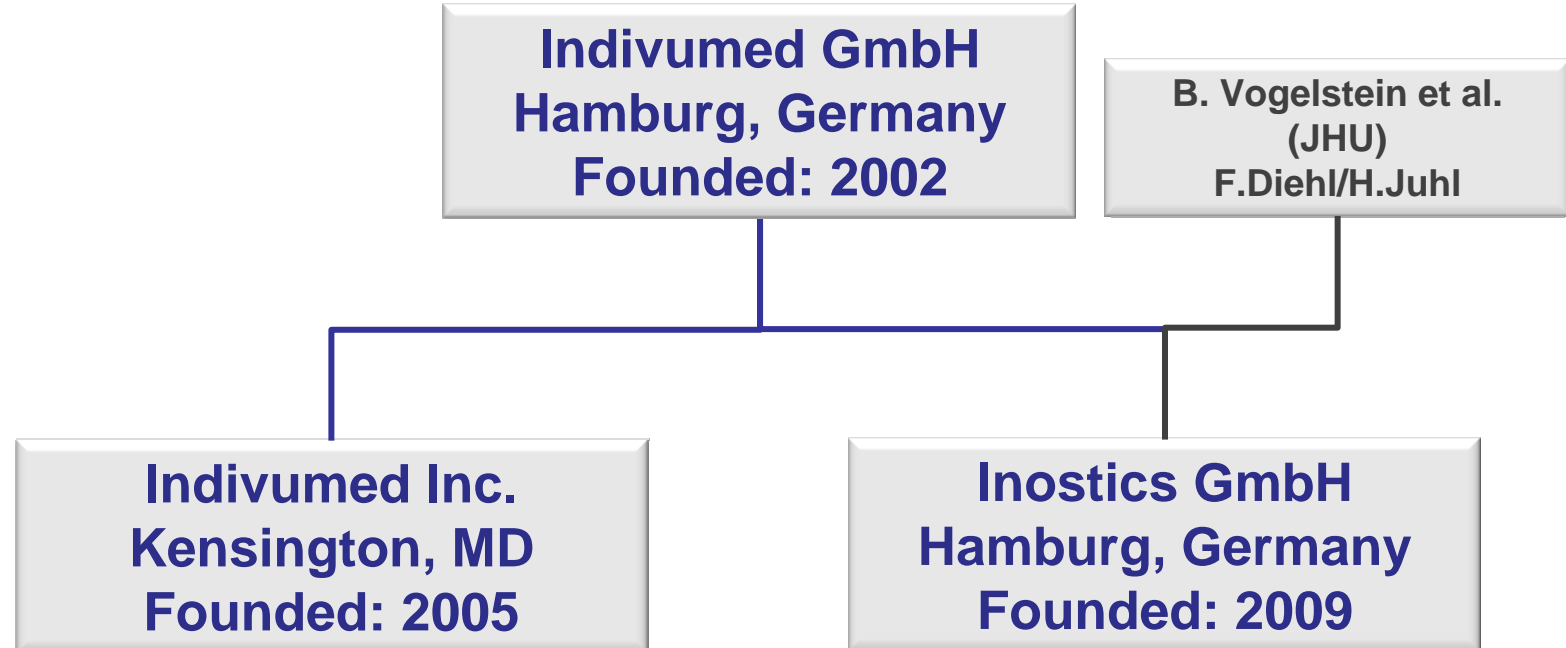 Indivumed GmbH
Hamburg, Germany
Founded: 2002
B. Vogelstein et al.
(JHU)
F.Diehl/H.Juhl
Indivumed Inc.
Kensington, MD
Founded: 2005
Inostics GmbH
Hamburg, Germany
Founded: 2009